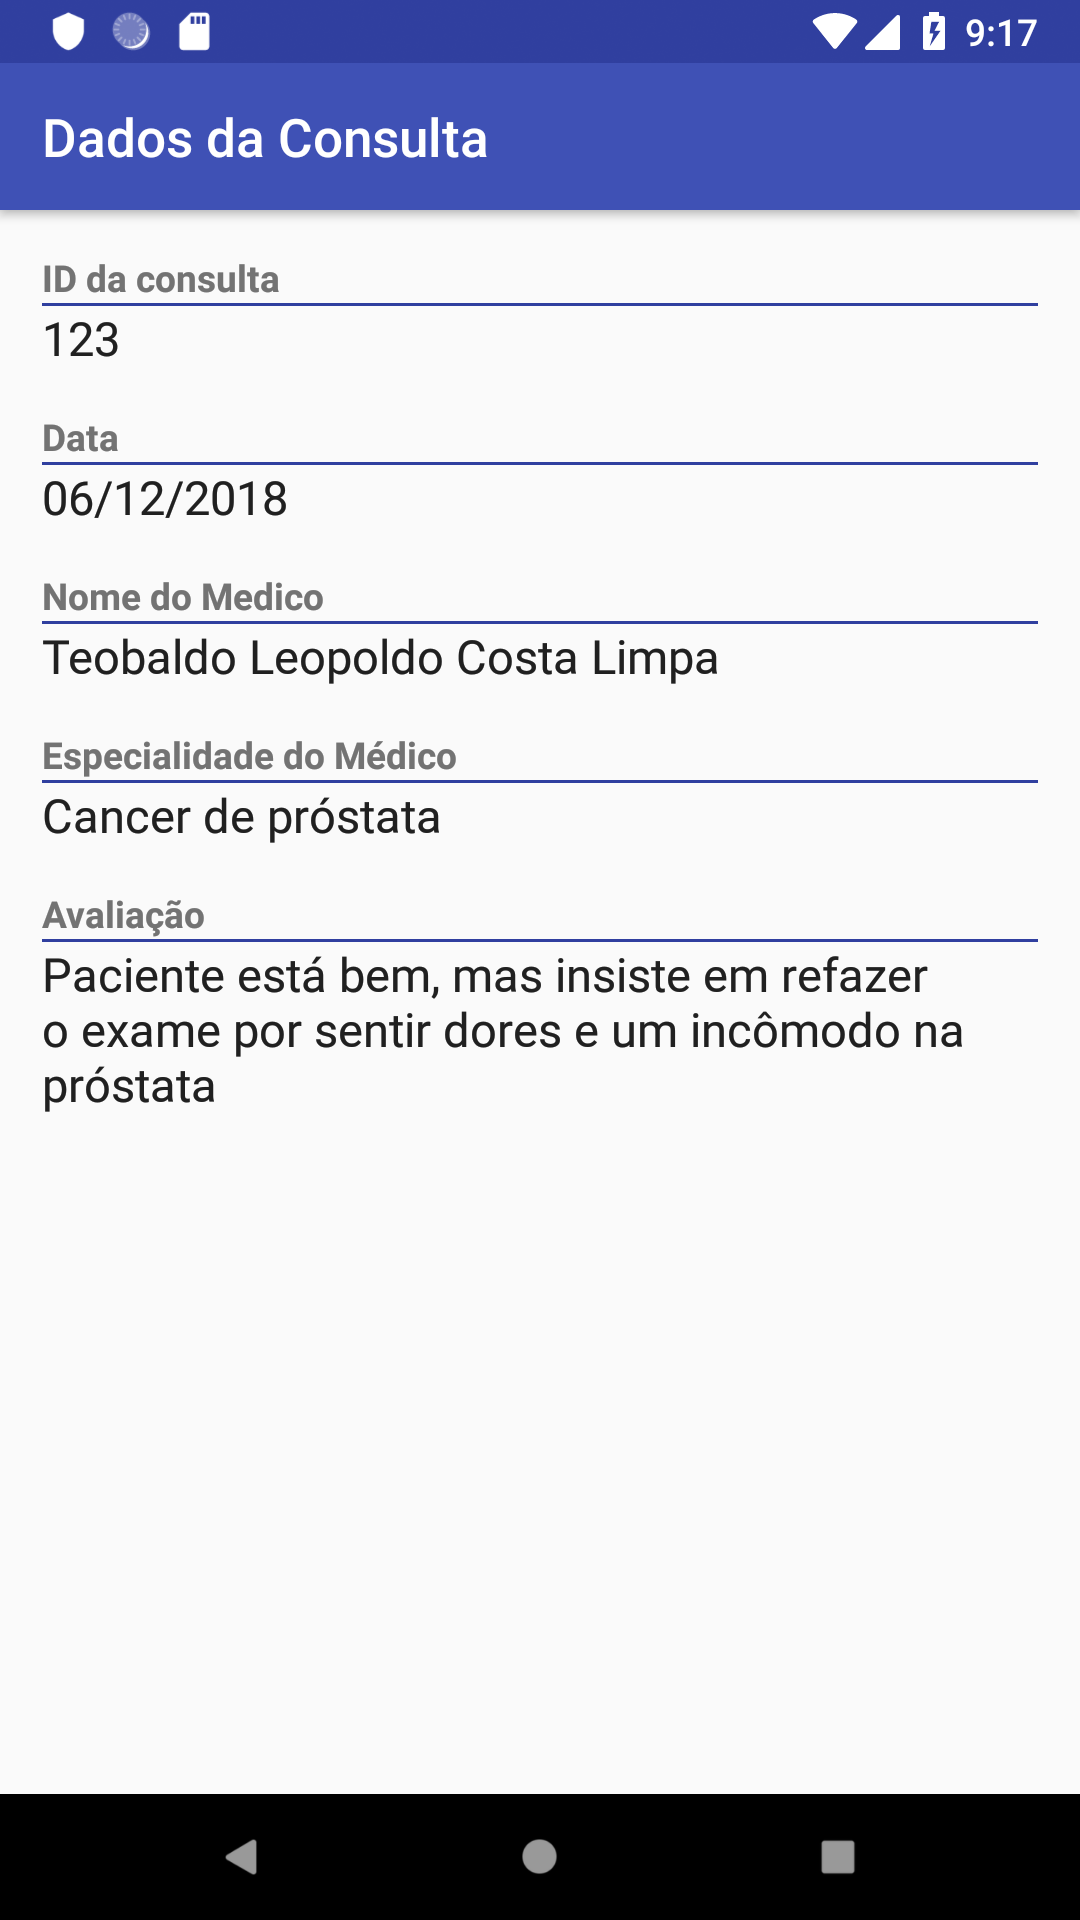 9:17
Dados da Consulta
ID da consulta
123
Data
06/12/2018
Nome do Medico
Teobaldo Leopoldo Costa Limpa
Especialidade do Médico
Cancer de próstata
Avaliação
Paciente está bem, mas insiste em refazer
o exame por sentir dores e um incômodo na
próstata